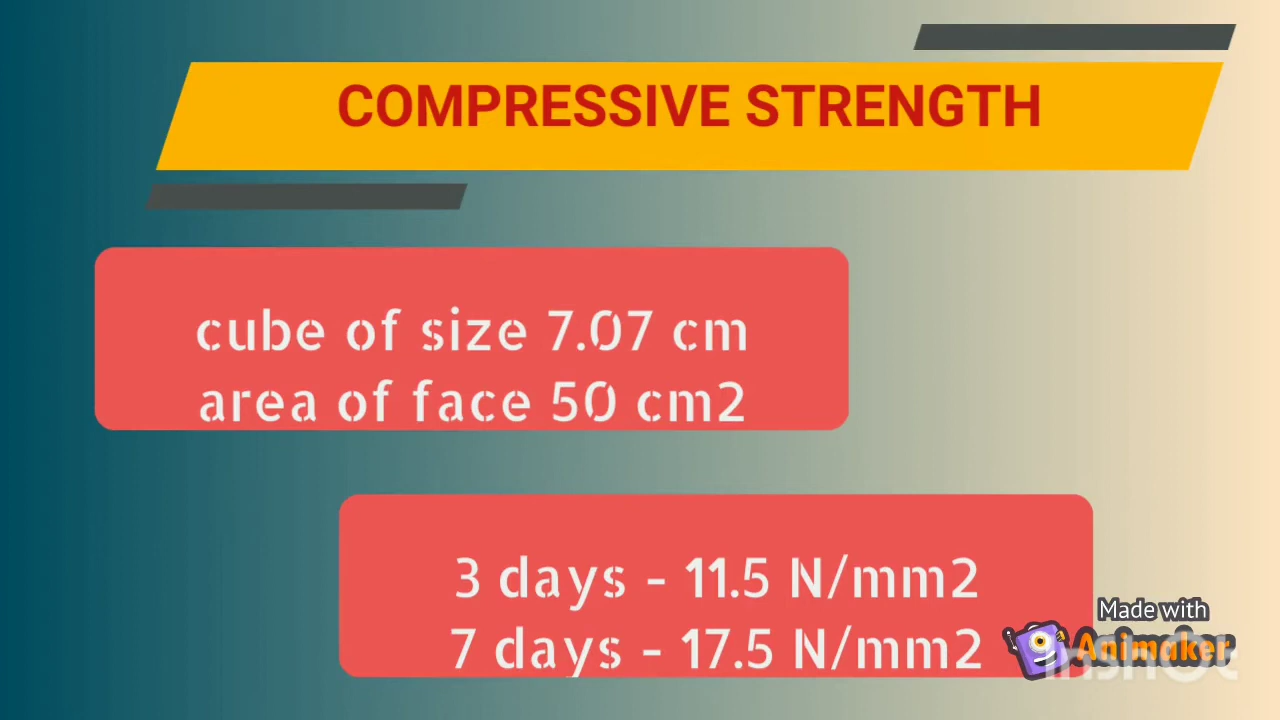 COMPRESSIVE STRENGTH
cube of size 7.07 cm
area of face 50 cm2
3 days - 11.5 N/mm2
7 days - 17.5 N/mm2
Made with
Animaker
InShOt